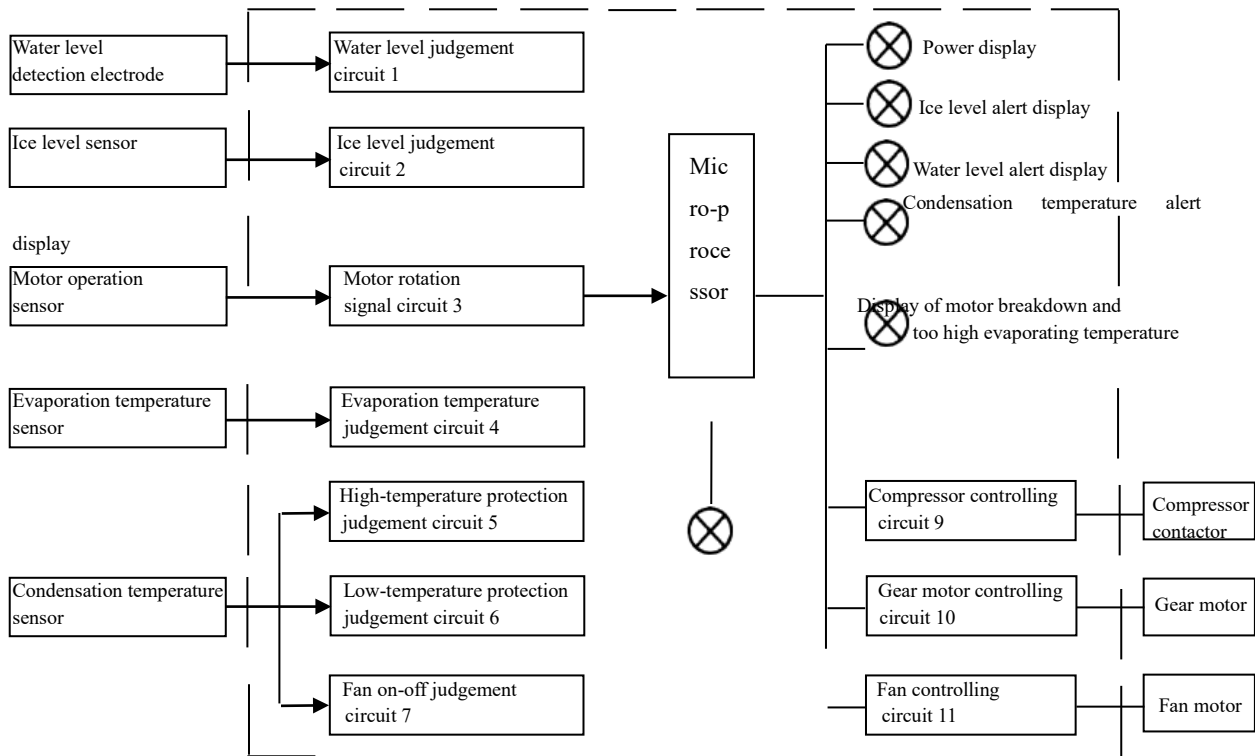 Water level
detection electrode
Water level judgement
circuit 1
Power display
Ice level sensor
Ice level judgement
circuit 2
Ice level alert display
Water level alert display
Condensation temperature alert
display
Motor operation
sensor
Motor rotation
signal circuit 3
Mic
ro-p
roce
ssor
Display of motor breakdown and
too high evaporating temperature
Evaporation temperature
sensor
Evaporation temperature
judgement circuit 4
High-temperature protection
judgement circuit 5
Compressor controlling
circuit 9
Compressor
contactor
Condensation temperature
sensor
Low-temperature protection
judgement circuit 6
Gear motor controlling
circuit 10
Gear motor
Fan on-off judgement
circuit 7
Fan controlling
circuit 11
Fan motor